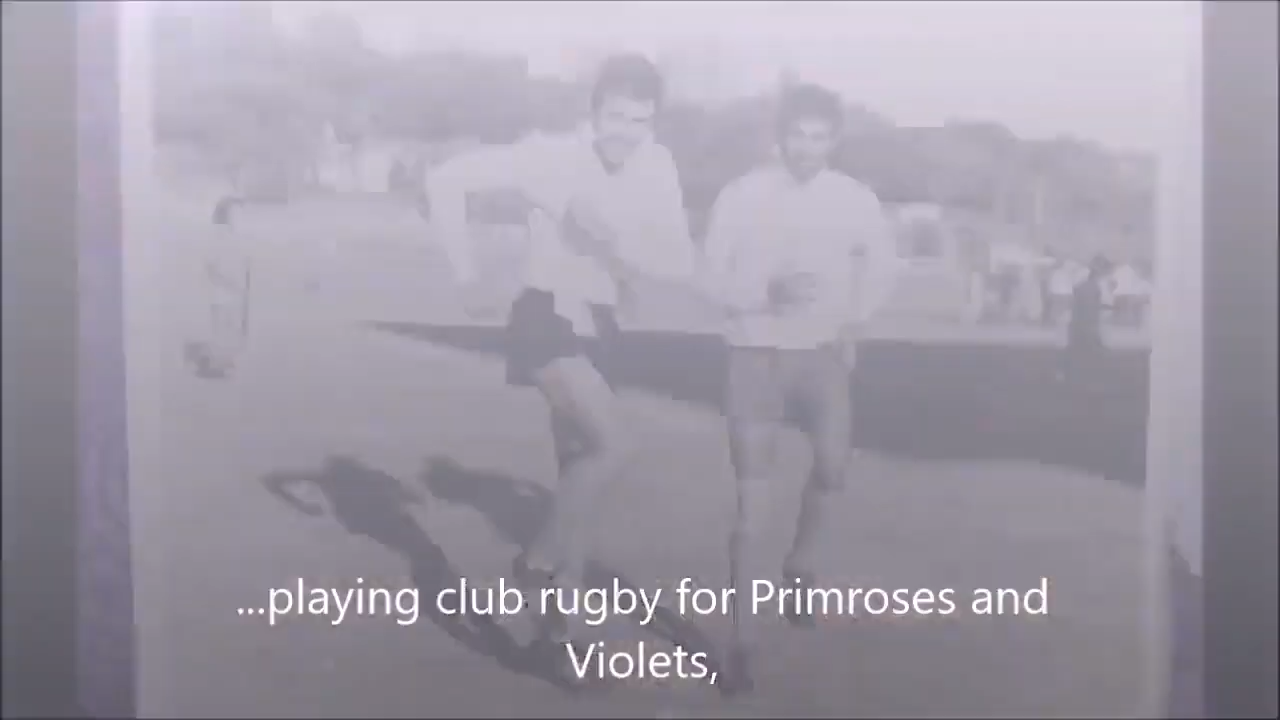 ...playing club rugby for Primroses and
Violets,